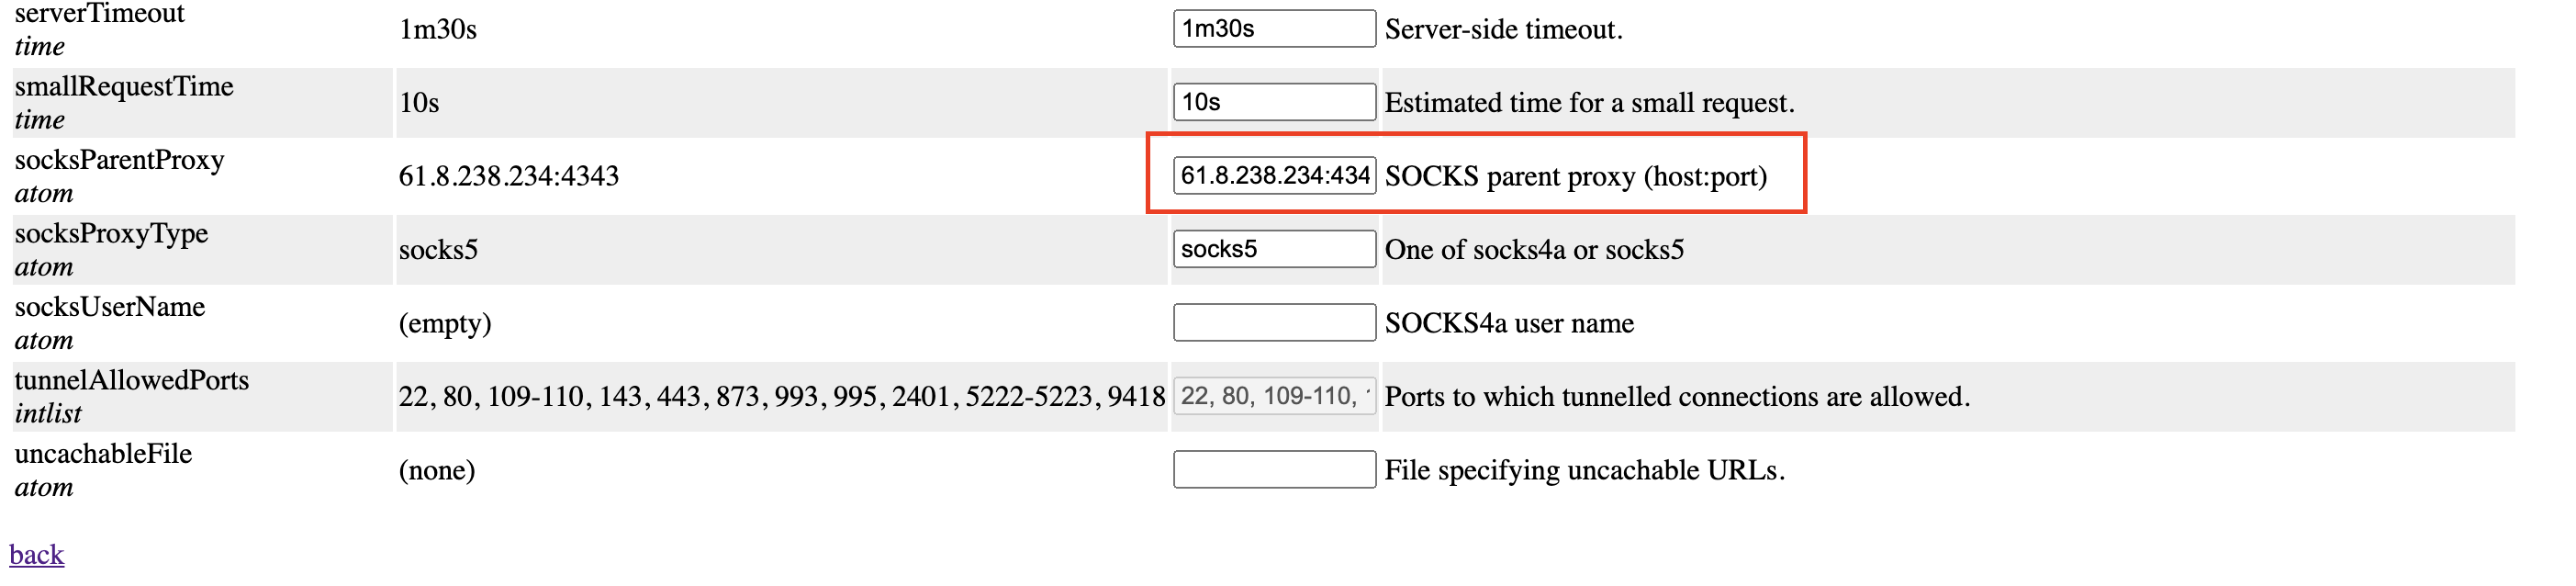 serverTimeout
time
1m30s
1m30s
Server-side timeout.
smallRequestTime
time
10s
10s
Estimated time for a small request.
socksParentProxy
atom
61.8.238.234:4343
61.8.238.234:434
SOCKS parent proxy (host:port)
socksProxyType
atom
socks5
socks5
One of socks4a or socks5
socksUserName
atom
(empty)
SOCKS4a user name
tunnelAllowedPorts
intlist
22, 80, 109-110, 143, 443, 873, 993, 995, 2401, 5222-5223, 9418
22, 80, 109-110,
Ports to which tunnelled connections are allowed.
uncachableFile
atom
(none)
File specifying uncachable URLs.
back